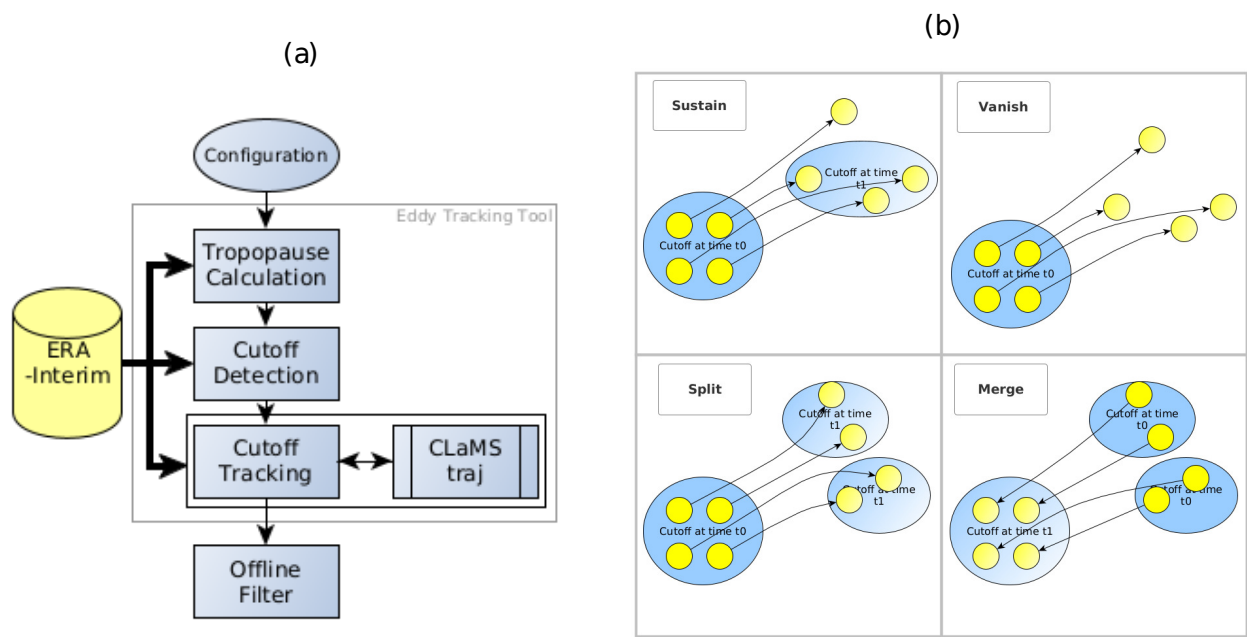 (a)
Configuration
Eddy Tracking Tool
Tropopause
Calculation
ERA
-Interim
Cutoff
Detection
Cutoff
Tracking
CLaMS
traj
Offline
Filter
(b)
Sustain
Cutoff at time
t1
Cutoff at time t0
Vanish
Cutoff at time t0
Split
Cutoff at time
t1
Cutoff at time
t1
Cutoff at time t0
Merge
Cutoff at time
t0
Cutoff at time
t0
Cutoff at time t1